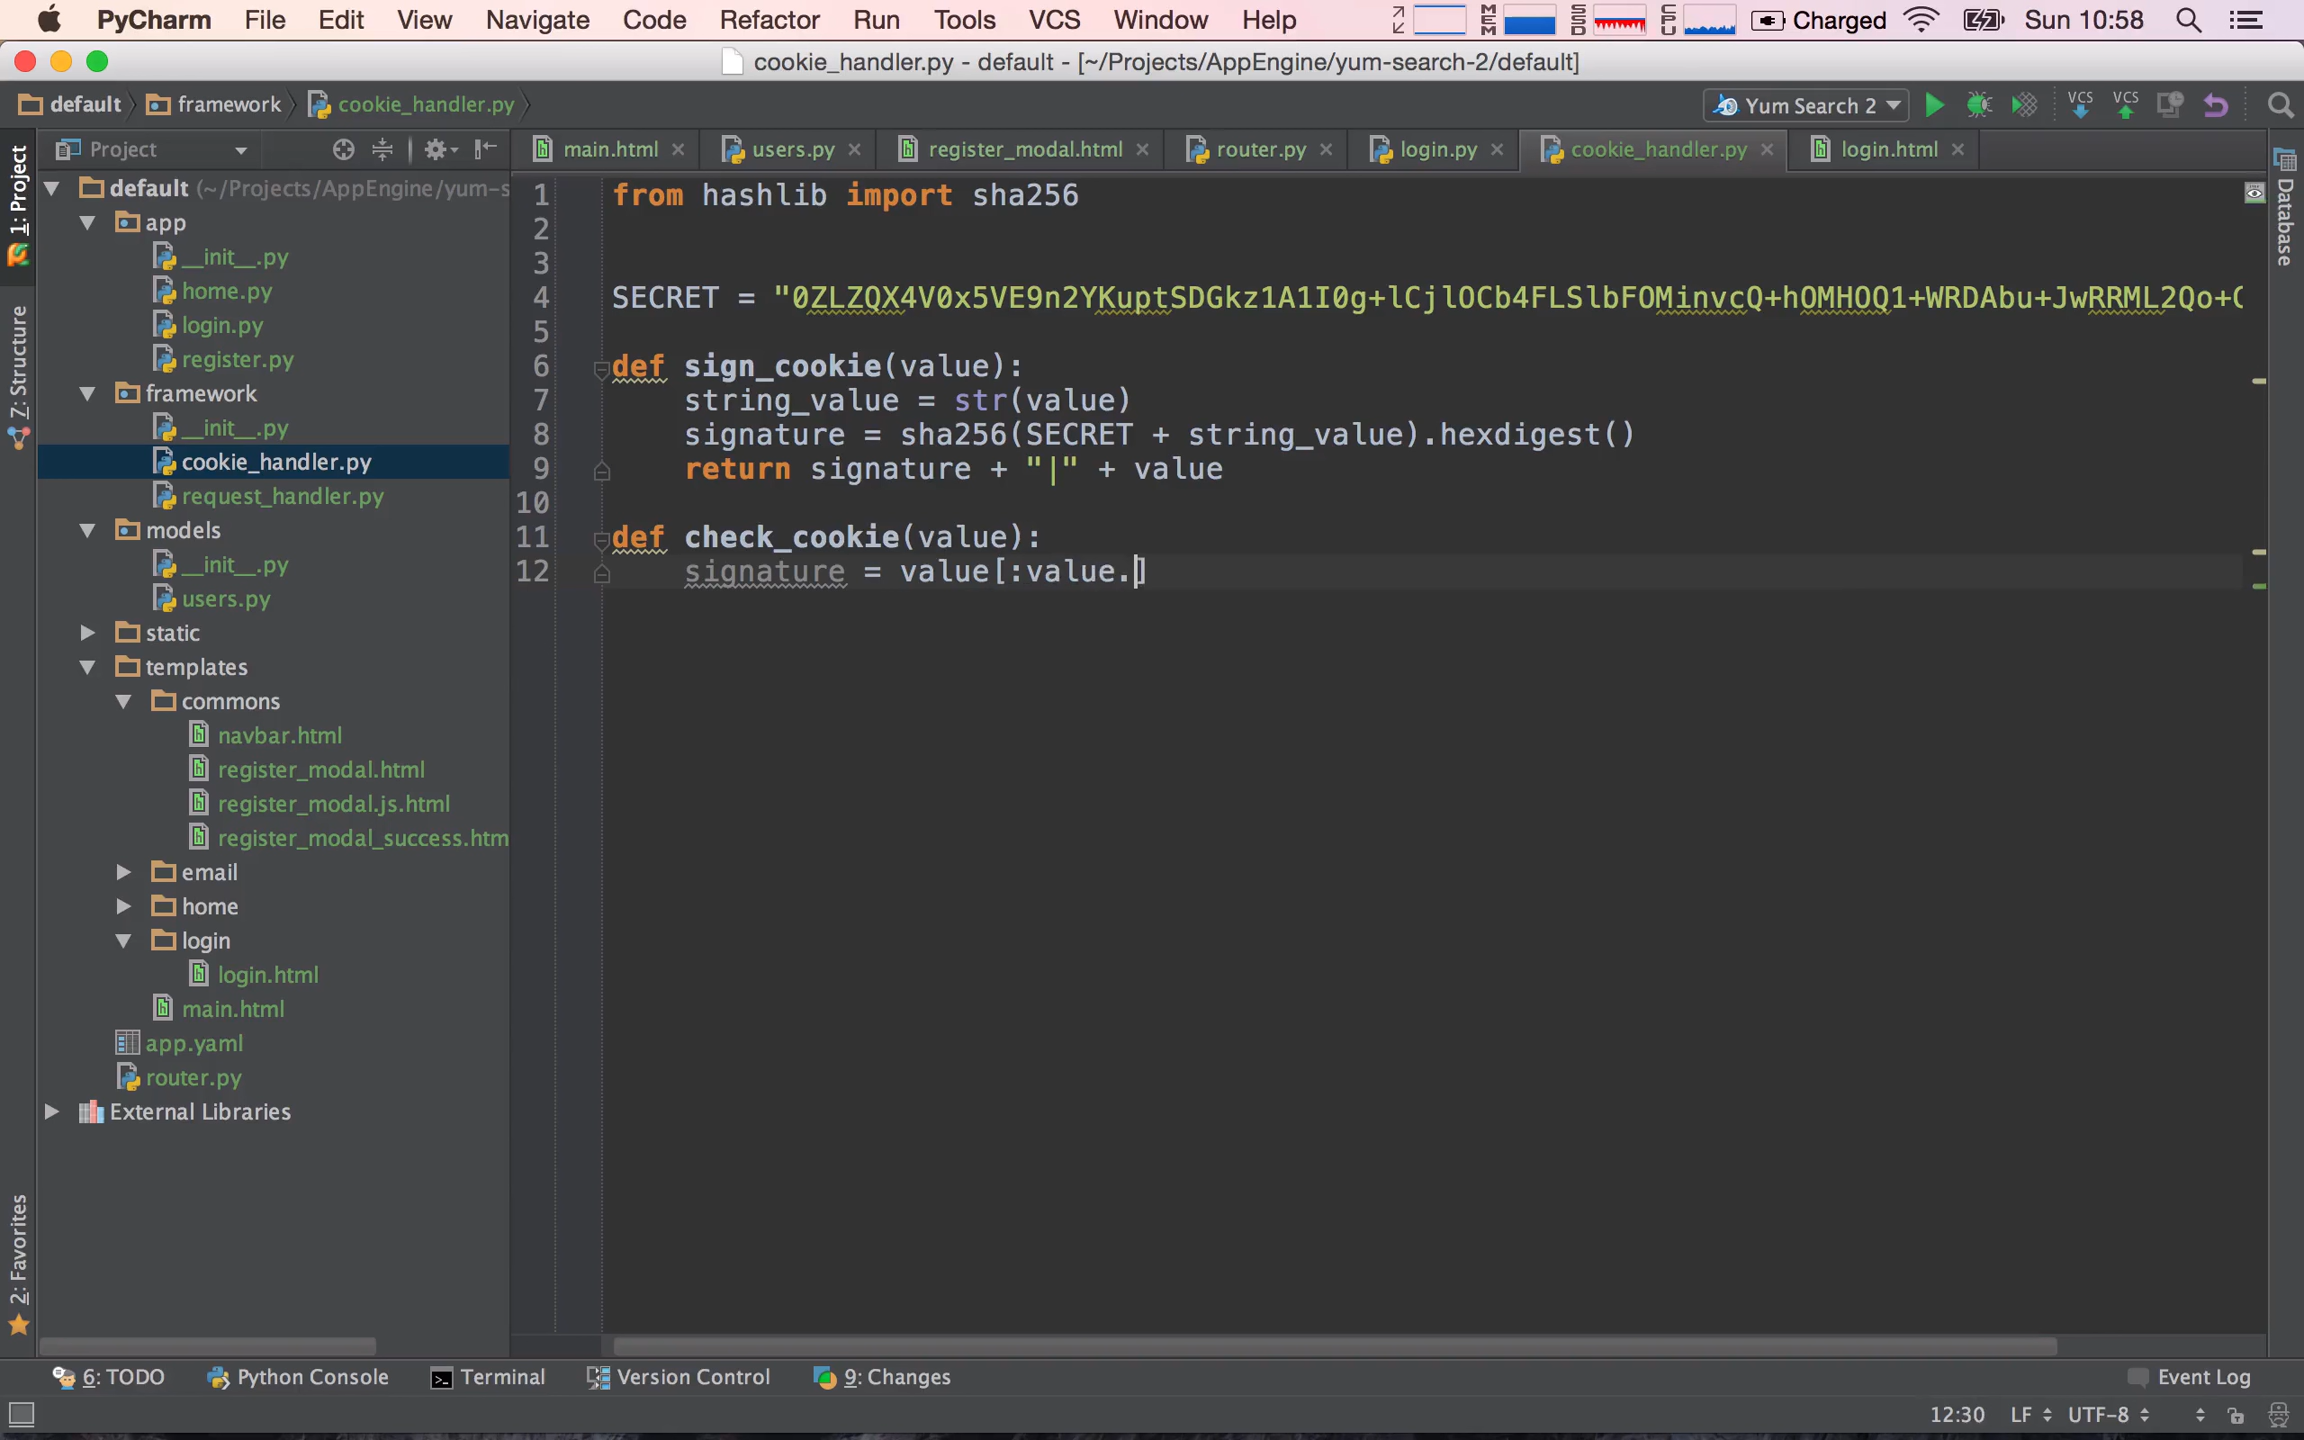 PyCharm File Edit View Navigate Code Refactor Run Tools VCS Window Help MEM SSD CPU Charged Sun 10:58
cookie_handler.py - default - [~/Projects/AppEngine/yum-search-2/default]
default framework cookie_handler.py Yum Search 2 VCS VCS
Project main.html users.py register_modal.html router.py login.py cookie_handler.py login.html
1: Project
7: Structure
2: Favorites
Database
default (~/Projects/AppEngine/yum-s
app
__init__.py
home.py
login.py
register.py
framework
__init__.py
cookie_handler.py
request_handler.py
models
__init__.py
users.py
static
templates
commons
navbar.html
register_modal.html
register_modal.js.html
register_modal_success.htm
email
home
login
login.html
main.html
app.yaml
router.py
External Libraries
1 from hashlib import sha256
2
3
4 SECRET = "0ZLZQX4V0x5VE9n2YKuptSDGkz1A1I0g+lCjlOCb4FLSlbFOMinvcQ+hOMHOQ1+WRDAbu+JwRRML2Qo+
5
6 def sign_cookie(value):
7 string_value = str(value)
8 signature = sha256(SECRET + string_value).hexdigest()
9 return signature + "|" + value
10
11 def check_cookie(value):
12 signature = value[:value.]
6: TODO Python Console Terminal Version Control 9: Changes Event Log
12:30 LF UTF-8